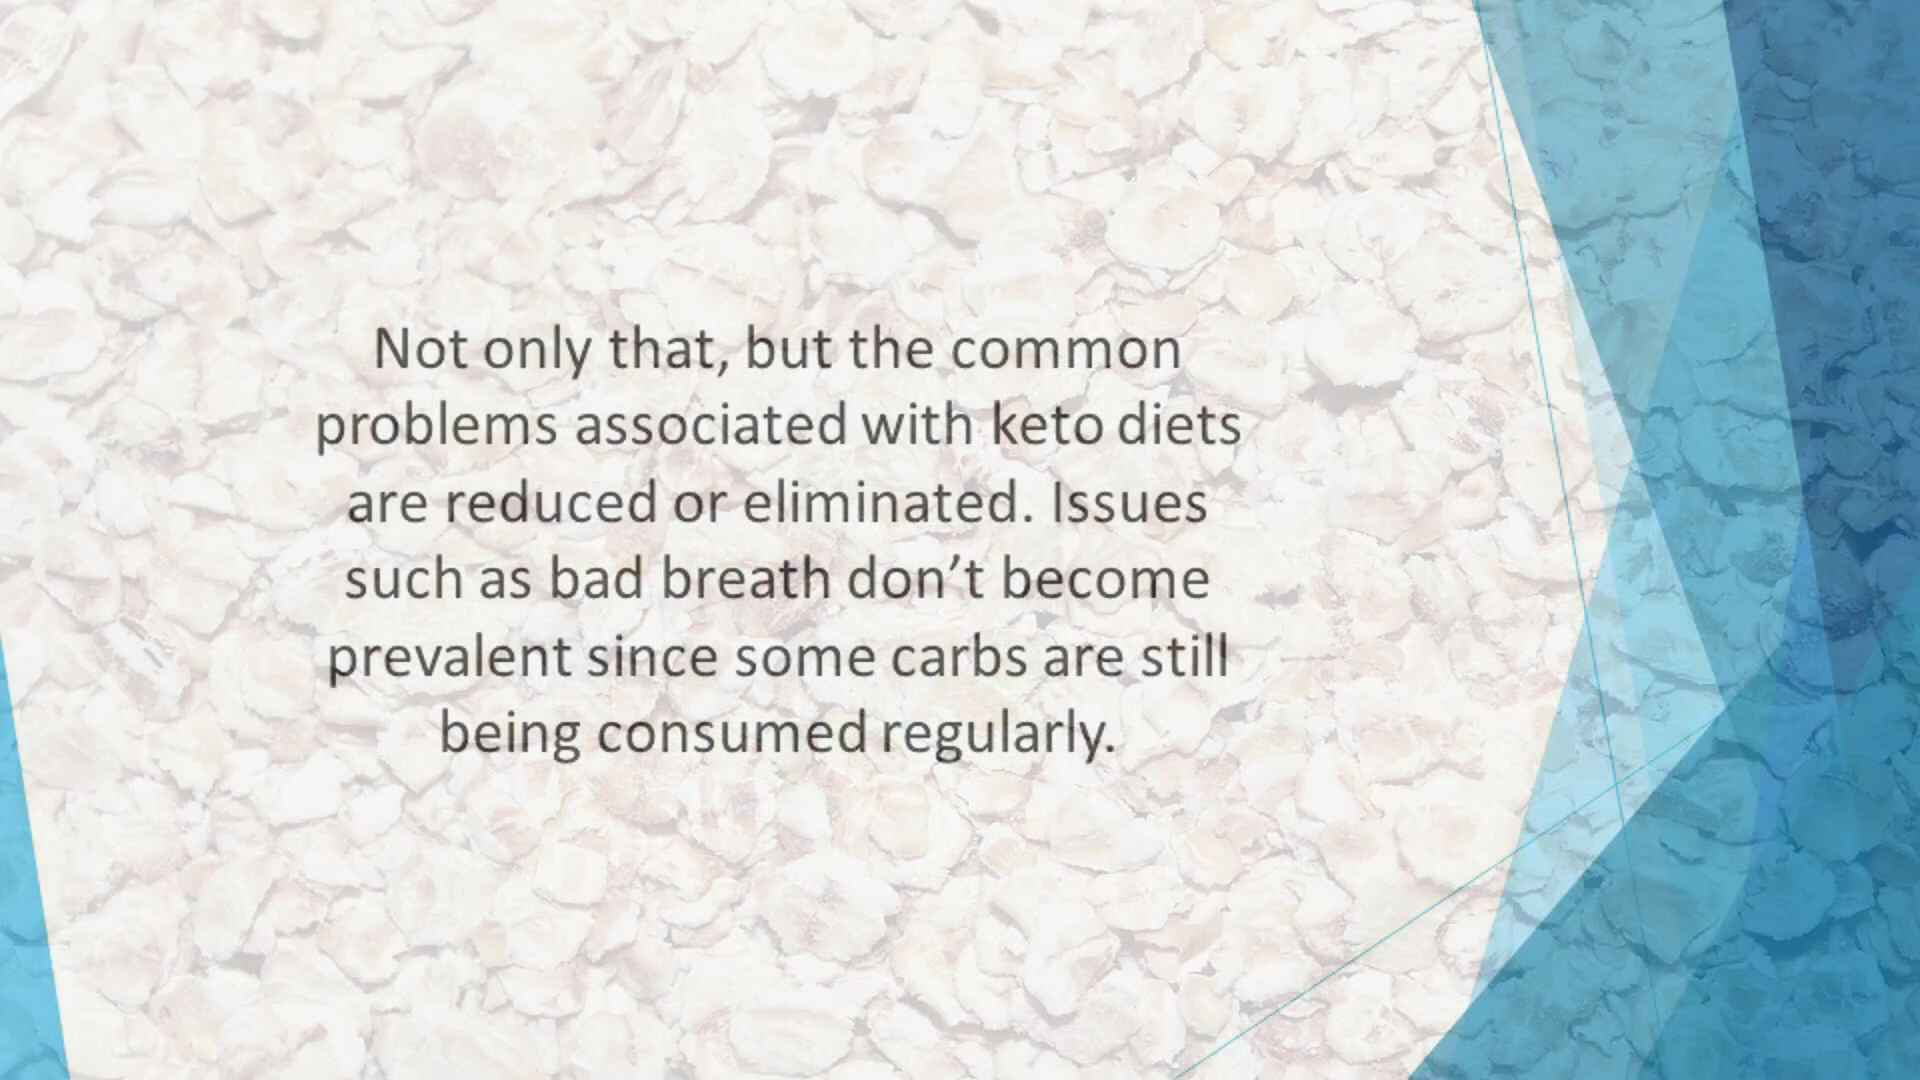 Not only that, but the common
problems associated with keto diets
are reduced or eliminated. Issues
such as bad breath don’t become
prevalent since some carbs are still
being consumed regularly.